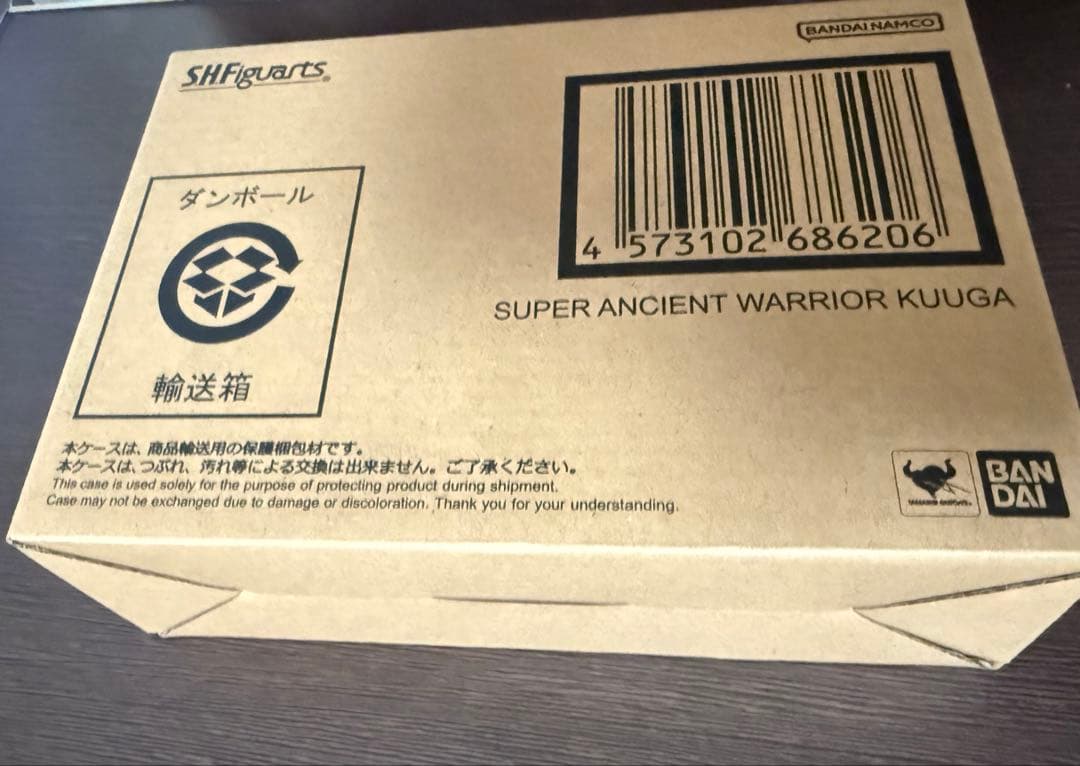 BANDAI NAMCO
S.H.Figuarts
4 573102 686206
SUPER ANCIENT WARRIOR KUUGA
ダンボール
輸送箱
本ケースは、商品輸送用の保護梱包材です。
本ケースは、つぶれ、汚れ等による交換は出来ません。ご了承ください。
This case is used solely for the purpose of protecting product during shipment.
Case may not be exchanged due to damage or discoloration. Thank you for your understanding.
BAN
DAI